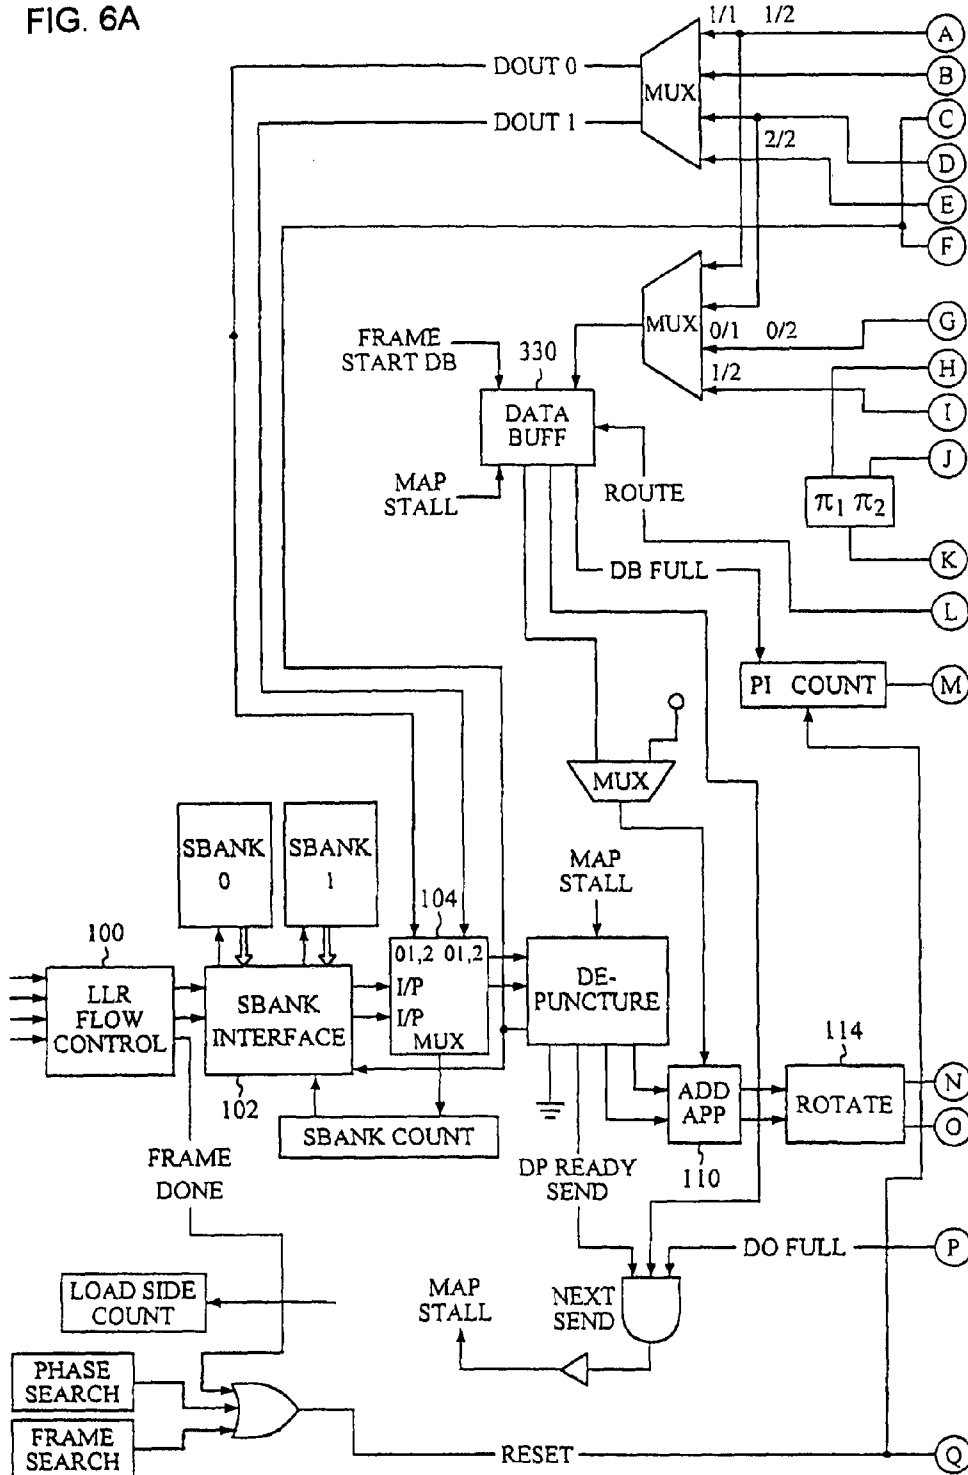 FIG. 6A
1/1 1/2
A
DOUT 0
MUX
B
C
DOUT 1
2/2
D
E
F
MUX
G
0/1 0/2
FRAME
START DB
330
H
1/2
I
DATA
BUFF
J
MAP
STALL
ROUTE
π1 π2
K
DB FULL
L
PI COUNT
M
MUX
SBANK
0
SBANK
1
MAP
STALL
104
100
01,2 01,2
LLR
FLOW
CONTROL
SBANK
INTERFACE
I/P
I/P
MUX
DE-
PUNCTURE
114
102
ADD
APP
ROTATE
N
O
SBANK COUNT
110
FRAME
DONE
DP READY
SEND
DO FULL
P
LOAD SIDE
COUNT
MAP
STALL
NEXT
SEND
PHASE
SEARCH
FRAME
SEARCH
RESET
Q